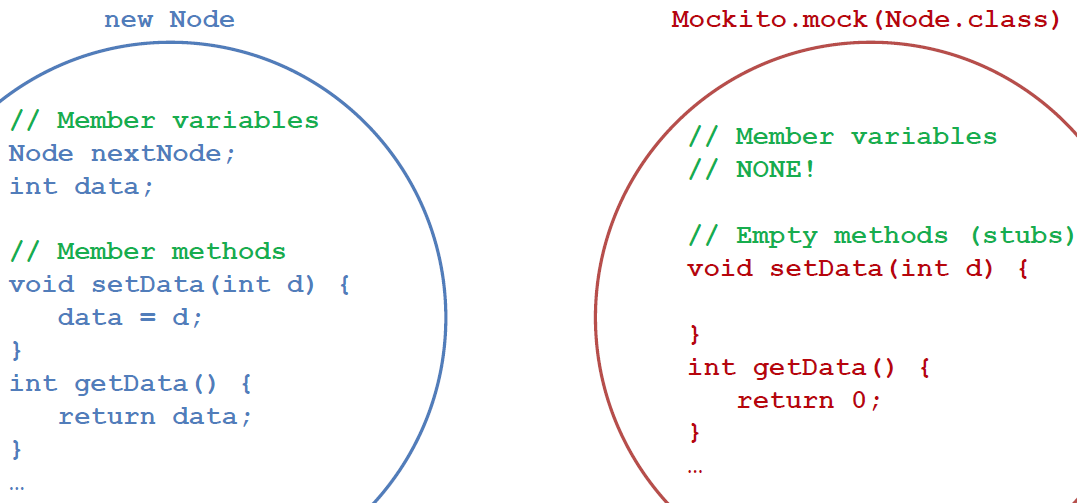 new Node
// Member variables
Node nextNode;
int data;
// Member methods
void setData(int d) {
data = d;
}
int getData() {
return data;
}
…
Mockito.mock(Node.class)
// Member variables
// NONE!
// Empty methods (stubs)
void setData(int d) {
}
int getData() {
return 0;
}
…